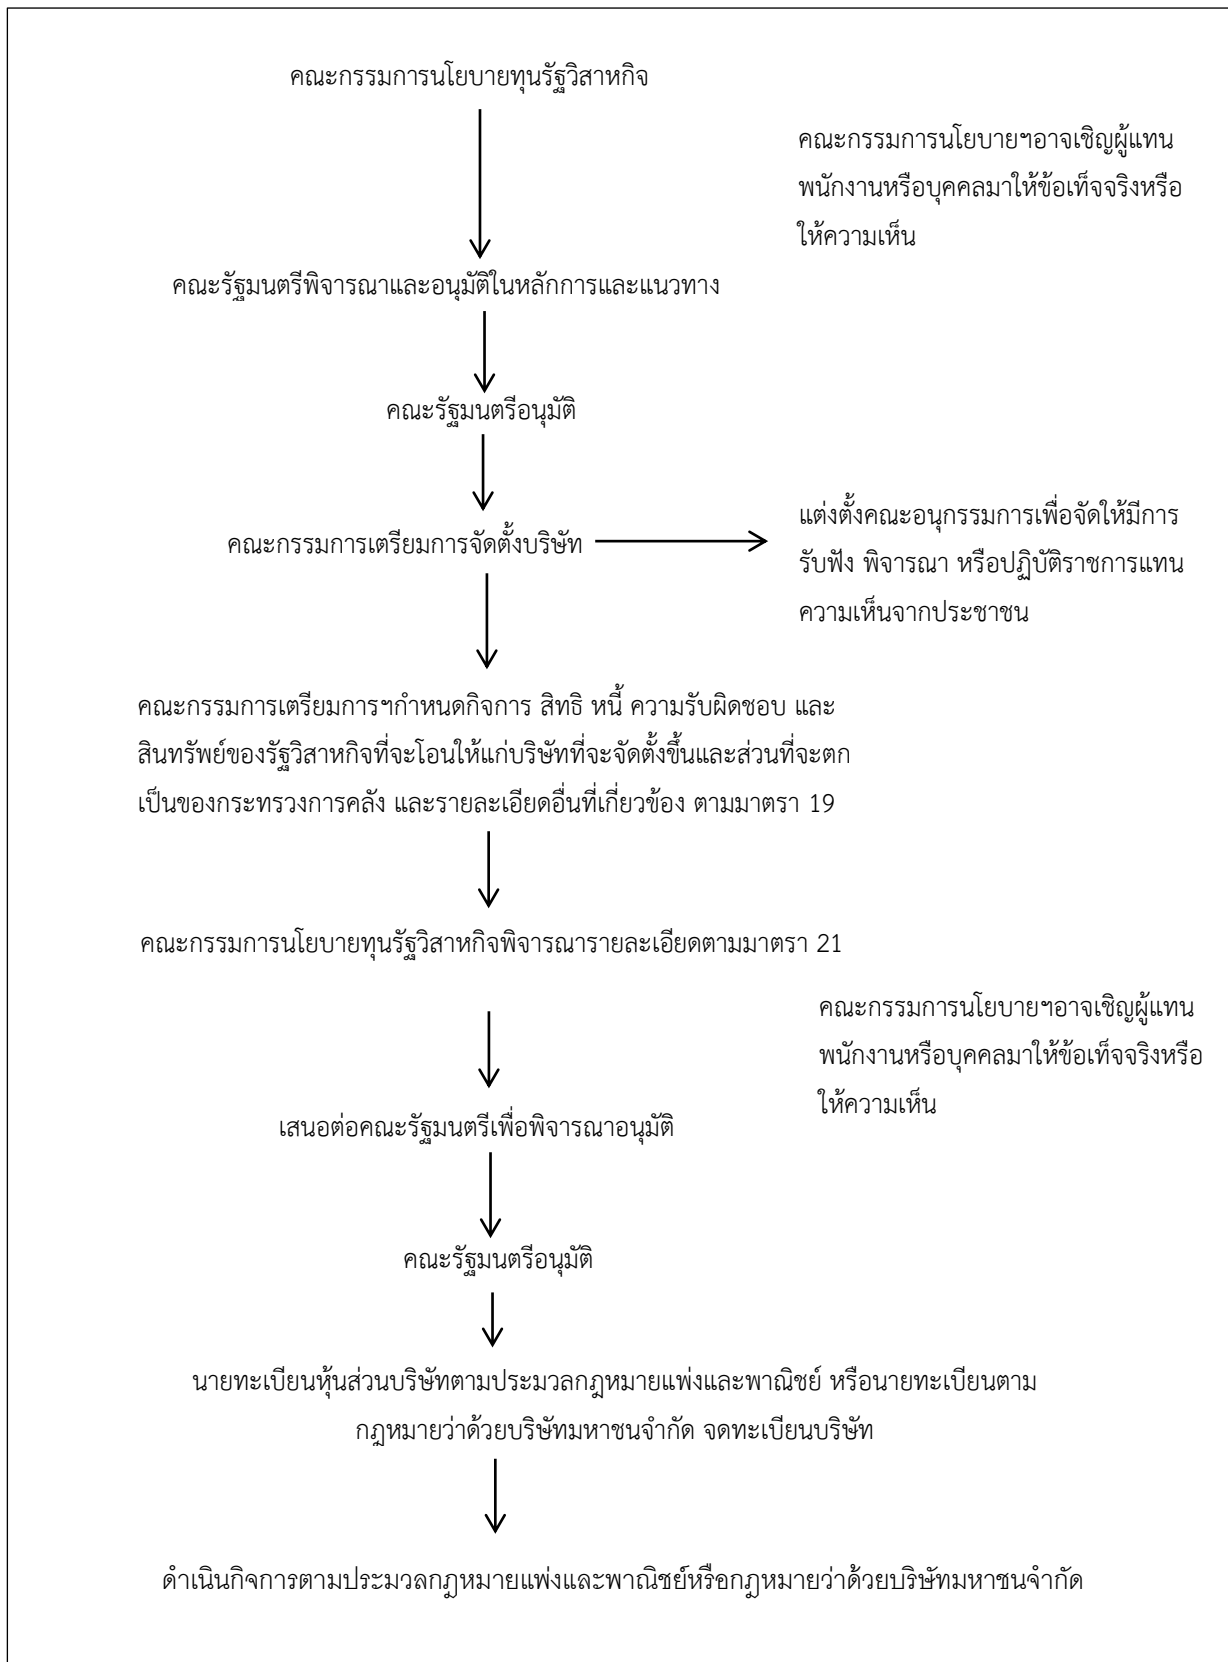 คณะกรรมการนโยบายทุนรัฐวิสาหกิจ
คณะกรรมการนโยบายฯอาจเชิญผู้แทน
พนักงานหรือบุคคลมาให้ข้อเท็จจริงหรือ
ให้ความเห็น
คณะรัฐมนตรีพิจารณาและอนุมัติในหลักการและแนวทาง
คณะรัฐมนตรีอนุมัติ
คณะกรรมการเตรียมการจัดตั้งบริษัท
แต่งตั้งคณะอนุกรรมการเพื่อจัดให้มีการ
รับฟัง พิจารณา หรือปฏิบัติราชการแทน
ความเห็นจากประชาชน
คณะกรรมการเตรียมการฯกำหนดกิจการ สิทธิ หนี้ ความรับผิดชอบ และ
สินทรัพย์ของรัฐวิสาหกิจที่จะโอนให้แก่บริษัทที่จะจัดตั้งขึ้นและส่วนที่จะตก
เป็นของกระทรวงการคลัง และรายละเอียดอื่นที่เกี่ยวข้อง ตามมาตรา 19
คณะกรรมการนโยบายทุนรัฐวิสาหกิจพิจารณารายละเอียดตามมาตรา 21
คณะกรรมการนโยบายฯอาจเชิญผู้แทน
พนักงานหรือบุคคลมาให้ข้อเท็จจริงหรือ
ให้ความเห็น
เสนอต่อคณะรัฐมนตรีเพื่อพิจารณาอนุมัติ
คณะรัฐมนตรีอนุมัติ
นายทะเบียนหุ้นส่วนบริษัทตามประมวลกฎหมายแพ่งและพาณิชย์ หรือนายทะเบียนตาม
กฎหมายว่าด้วยบริษัทมหาชนจำกัด จดทะเบียนบริษัท
ดำเนินกิจการตามประมวลกฎหมายแพ่งและพาณิชย์หรือกฎหมายว่าด้วยบริษัทมหาชนจำกัด